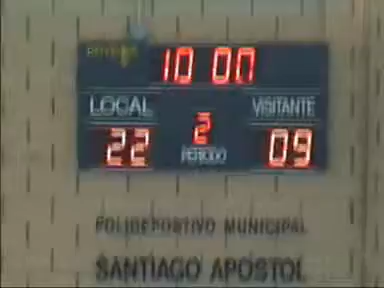 10 00
LOCAL
VISITANTE
22
2
09
PERIODO
POLIDEPORTIVO MUNICIPAL
SANTIAGO APOSTOL